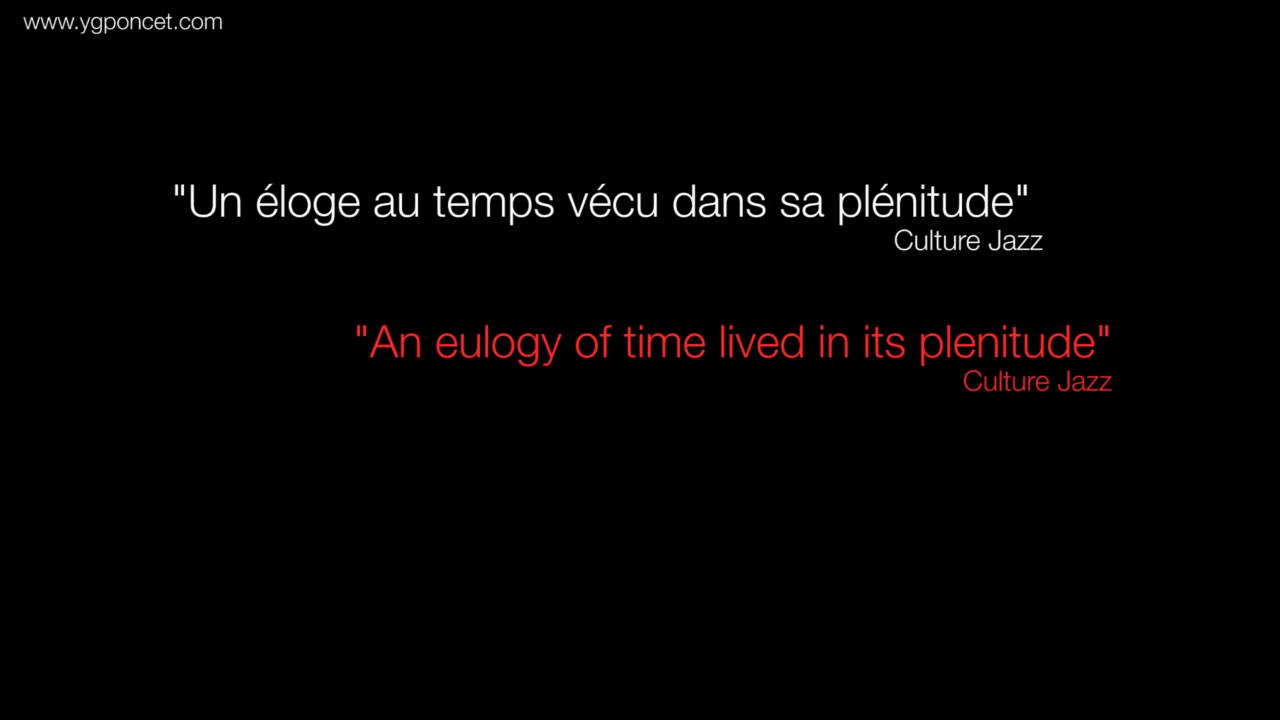 www.ygponcet.com
"Un éloge au temps vécu dans sa plénitude"
Culture Jazz
"An eulogy of time lived in its plenitude"
Culture Jazz